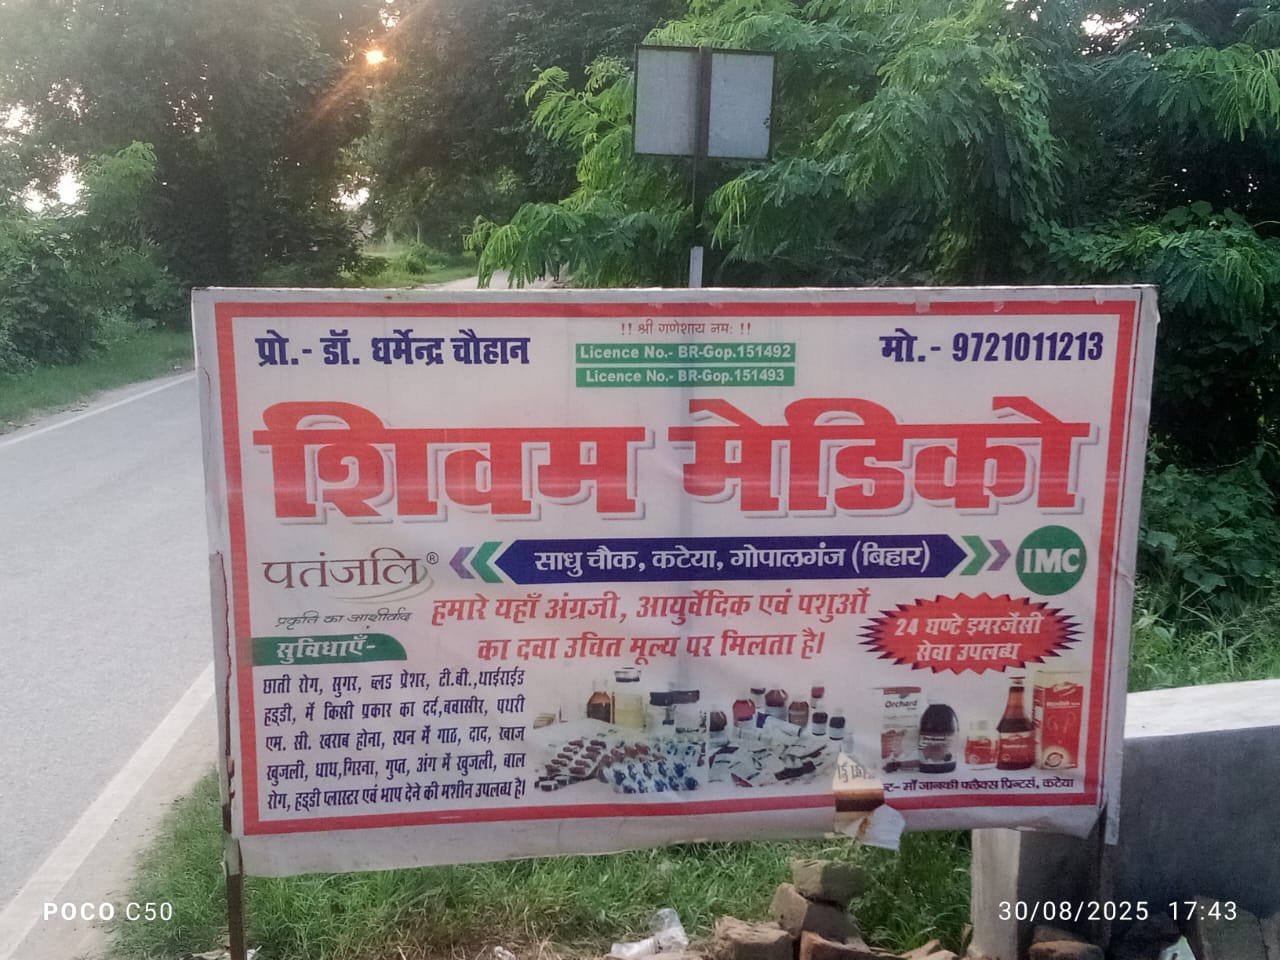 !! श्री गणेशाय नम: !!
प्रो.- डॉ. धर्मेन्द्र चौहान
Licence No.- BR-Gop.151492
Licence No.- BR-Gop.151493
मो.- 9721011213
शिवम मेडिको
पतंजलि®
प्रकृति का आशीर्वाद
साधु चौक, कटेया, गोपालगंज (बिहार)
IMC
हमारे यहाँ अंग्रजी, आयुर्वेदिक एवं पशुओं
का दवा उचित मूल्य पर मिलता है।
24 घण्टे इमरजेंसी
सेवा उपलब्ध
सुविधाएँ-
छाती रोग, सुगर, ब्लड प्रेशर, टी.बी.,थाईराईड
हड्डी, में किसी प्रकार का दर्द,बवासीर, पथरी
एम. सी. खराब होना, स्थन में गाठ, दाद, खाज
खुजली, धाध,गिरना, गुप्त, अंग में खुजली, बाल
रोग, हड्डी प्लास्टर एवं भाप देने की मशीन उपलब्ध है।
Orchard
माँ जानकी फ्लैक्स प्रिन्टर्स, कटेया
POCO C50
30/08/2025 17:43